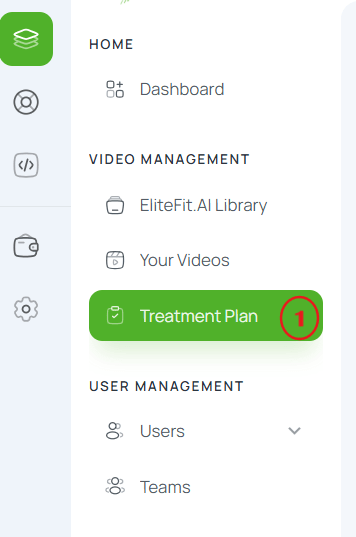 HOME
Dashboard
VIDEO MANAGEMENT
EliteFit.AI Library
Your Videos
Treatment Plan 1
USER MANAGEMENT
Users
Teams